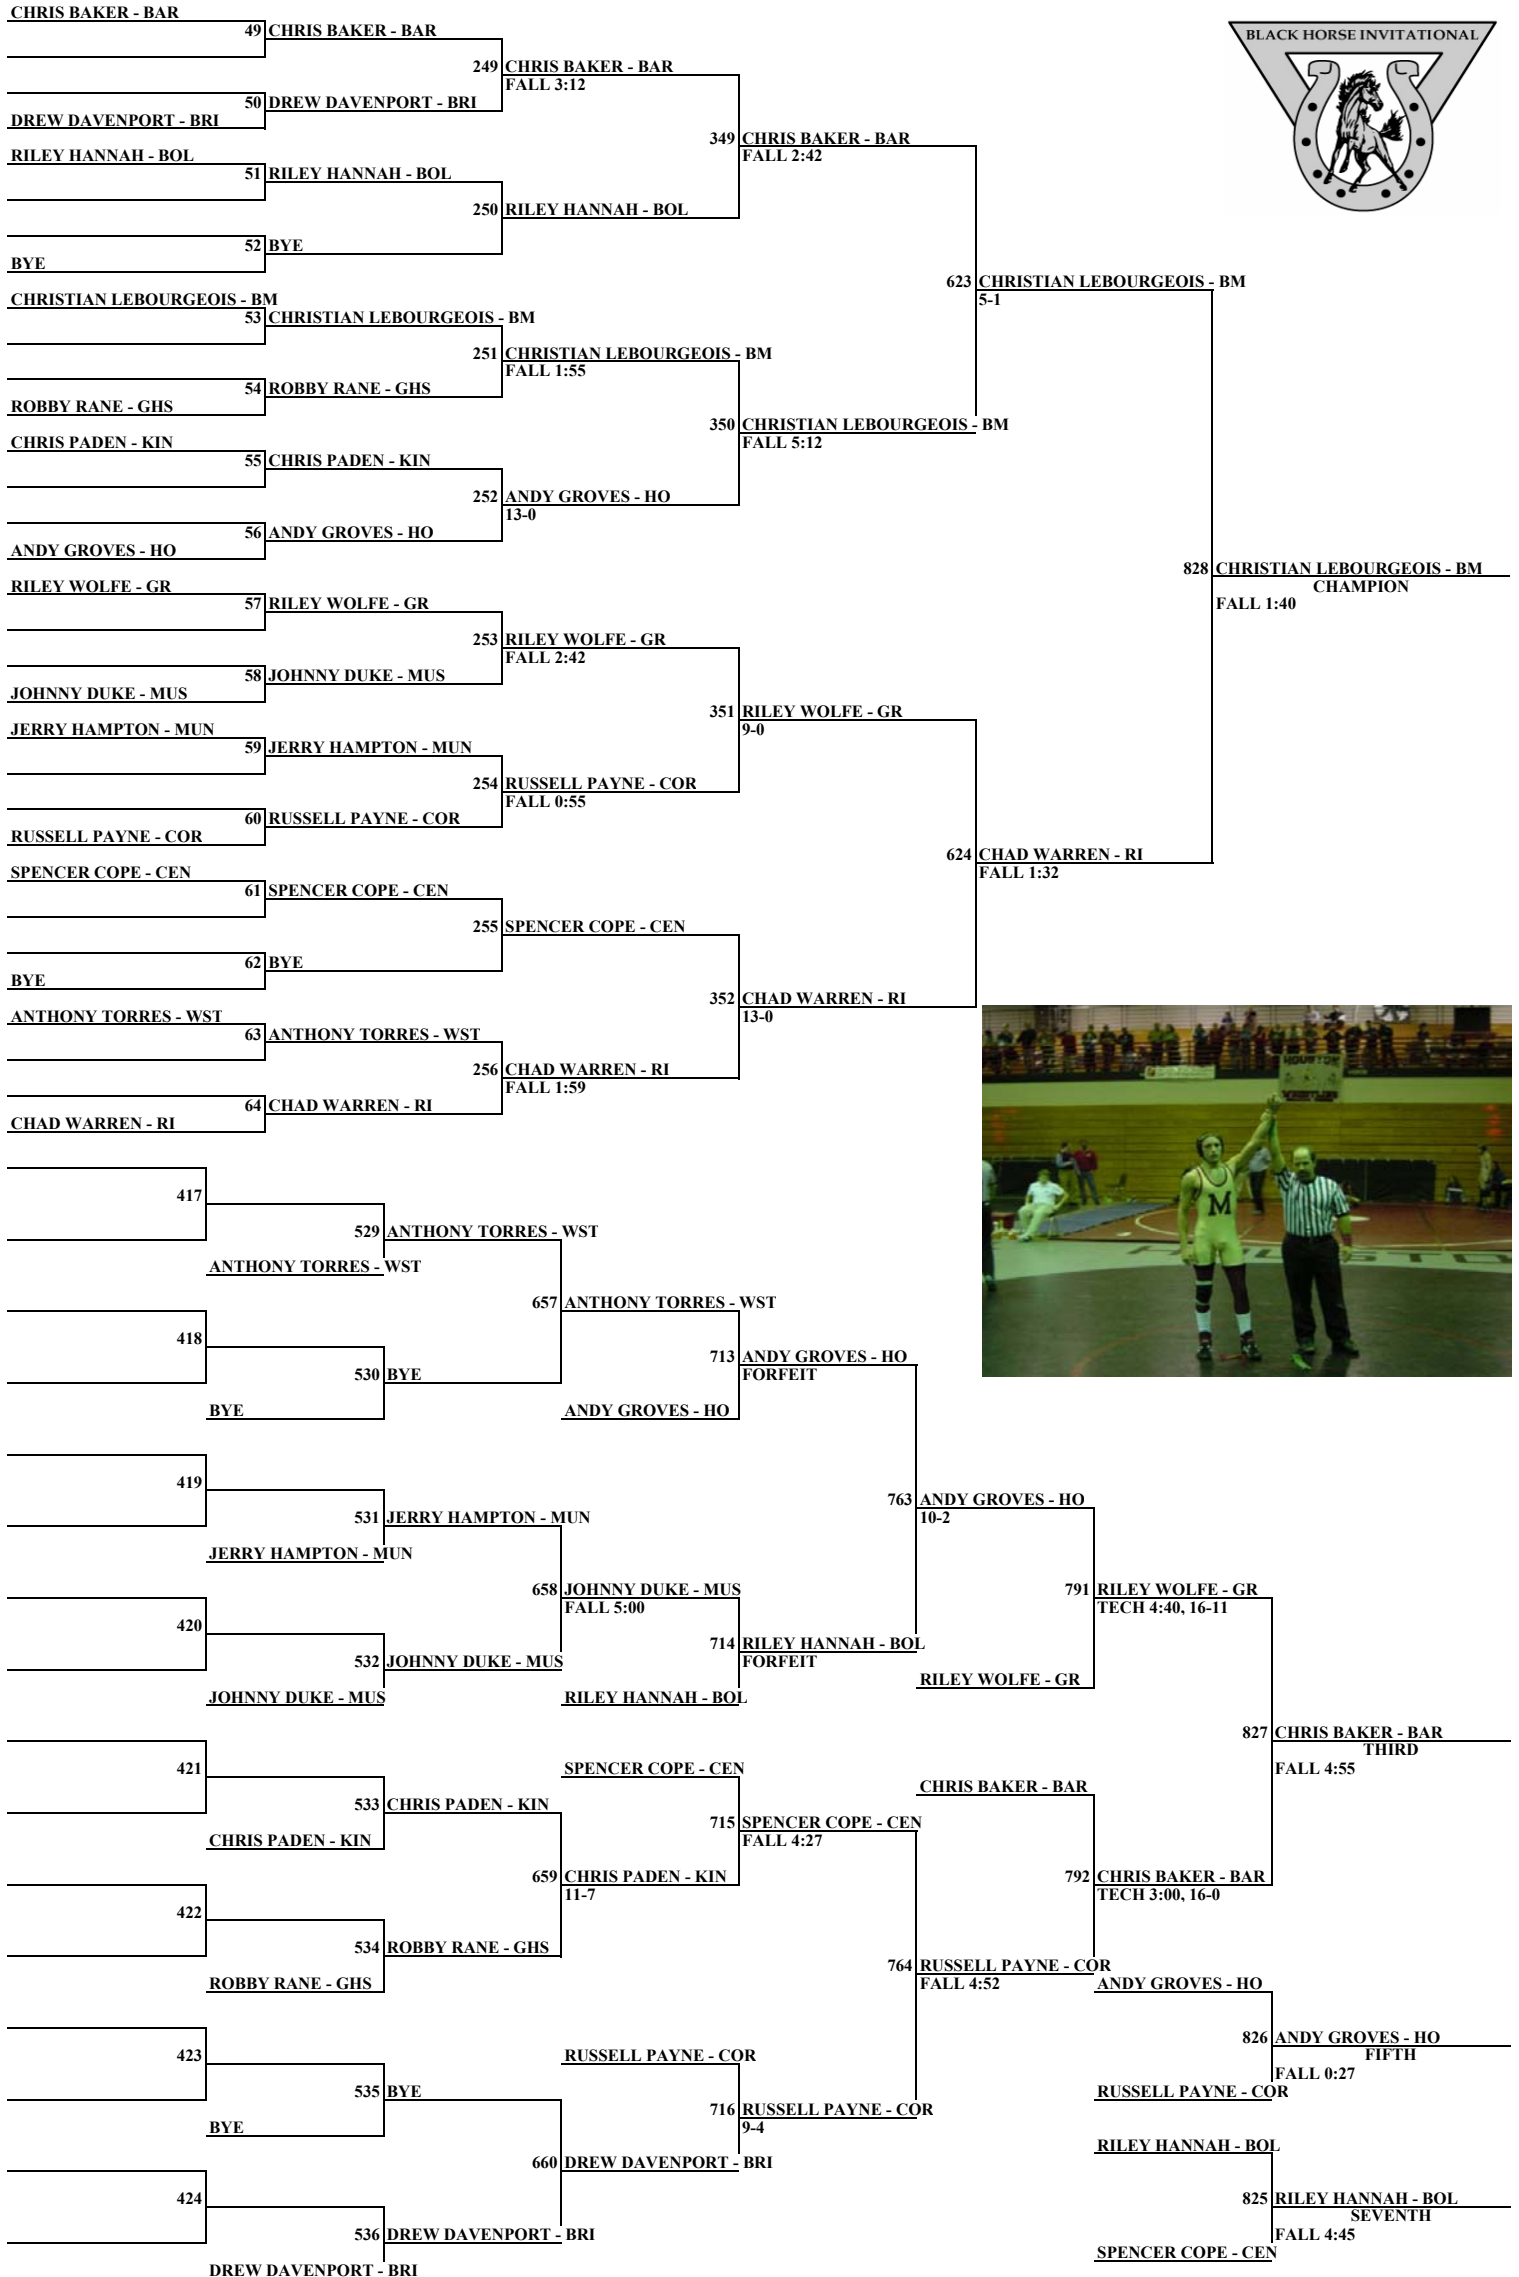 BLACK HORSE INVITATIONAL
CHRIS BAKER - BAR
49 CHRIS BAKER - BAR
249 CHRIS BAKER - BAR
FALL 3:12
50 DREW DAVENPORT - BRI
DREW DAVENPORT - BRI
349 CHRIS BAKER - BAR
FALL 2:42
RILEY HANNAH - BOL
51 RILEY HANNAH - BOL
250 RILEY HANNAH - BOL
52 BYE
BYE
623 CHRISTIAN LEBOURGEOIS - BM
5-1
CHRISTIAN LEBOURGEOIS - BM
53 CHRISTIAN LEBOURGEOIS - BM
251 CHRISTIAN LEBOURGEOIS - BM
FALL 1:55
54 ROBBY RANE - GHS
ROBBY RANE - GHS
350 CHRISTIAN LEBOURGEOIS - BM
FALL 5:12
CHRIS PADEN - KIN
55 CHRIS PADEN - KIN
252 ANDY GROVES - HO
13-0
56 ANDY GROVES - HO
ANDY GROVES - HO
828 CHRISTIAN LEBOURGEOIS - BM
CHAMPION
FALL 1:40
RILEY WOLFE - GR
57 RILEY WOLFE - GR
253 RILEY WOLFE - GR
FALL 2:42
58 JOHNNY DUKE - MUS
JOHNNY DUKE - MUS
351 RILEY WOLFE - GR
9-0
JERRY HAMPTON - MUN
59 JERRY HAMPTON - MUN
254 RUSSELL PAYNE - COR
FALL 0:55
60 RUSSELL PAYNE - COR
RUSSELL PAYNE - COR
624 CHAD WARREN - RI
FALL 1:32
SPENCER COPE - CEN
61 SPENCER COPE - CEN
255 SPENCER COPE - CEN
62 BYE
BYE
352 CHAD WARREN - RI
13-0
ANTHONY TORRES - WST
63 ANTHONY TORRES - WST
256 CHAD WARREN - RI
FALL 1:59
64 CHAD WARREN - RI
CHAD WARREN - RI
HOUSTON
WRESTLING
M
417
529 ANTHONY TORRES - WST
ANTHONY TORRES - WST
657 ANTHONY TORRES - WST
418
713 ANDY GROVES - HO
FORFEIT
530 BYE
BYE
ANDY GROVES - HO
419
763 ANDY GROVES - HO
10-2
531 JERRY HAMPTON - MUN
JERRY HAMPTON - MUN
658 JOHNNY DUKE - MUS
FALL 5:00
791 RILEY WOLFE - GR
TECH 4:40, 16-11
420
714 RILEY HANNAH - BOL
FORFEIT
532 JOHNNY DUKE - MUS
RILEY WOLFE - GR
JOHNNY DUKE - MUS
RILEY HANNAH - BOL
827 CHRIS BAKER - BAR
THIRD
FALL 4:55
421
SPENCER COPE - CEN
CHRIS BAKER - BAR
533 CHRIS PADEN - KIN
715 SPENCER COPE - CEN
FALL 4:27
CHRIS PADEN - KIN
659 CHRIS PADEN - KIN
11-7
792 CHRIS BAKER - BAR
TECH 3:00, 16-0
422
534 ROBBY RANE - GHS
764 RUSSELL PAYNE - COR
FALL 4:52
ROBBY RANE - GHS
ANDY GROVES - HO
826 ANDY GROVES - HO
FIFTH
FALL 0:27
423
RUSSELL PAYNE - COR
535 BYE
RUSSELL PAYNE - COR
716 RUSSELL PAYNE - COR
9-4
BYE
RILEY HANNAH - BOL
660 DREW DAVENPORT - BRI
424
825 RILEY HANNAH - BOL
SEVENTH
FALL 4:45
536 DREW DAVENPORT - BRI
SPENCER COPE - CEN
DREW DAVENPORT - BRI